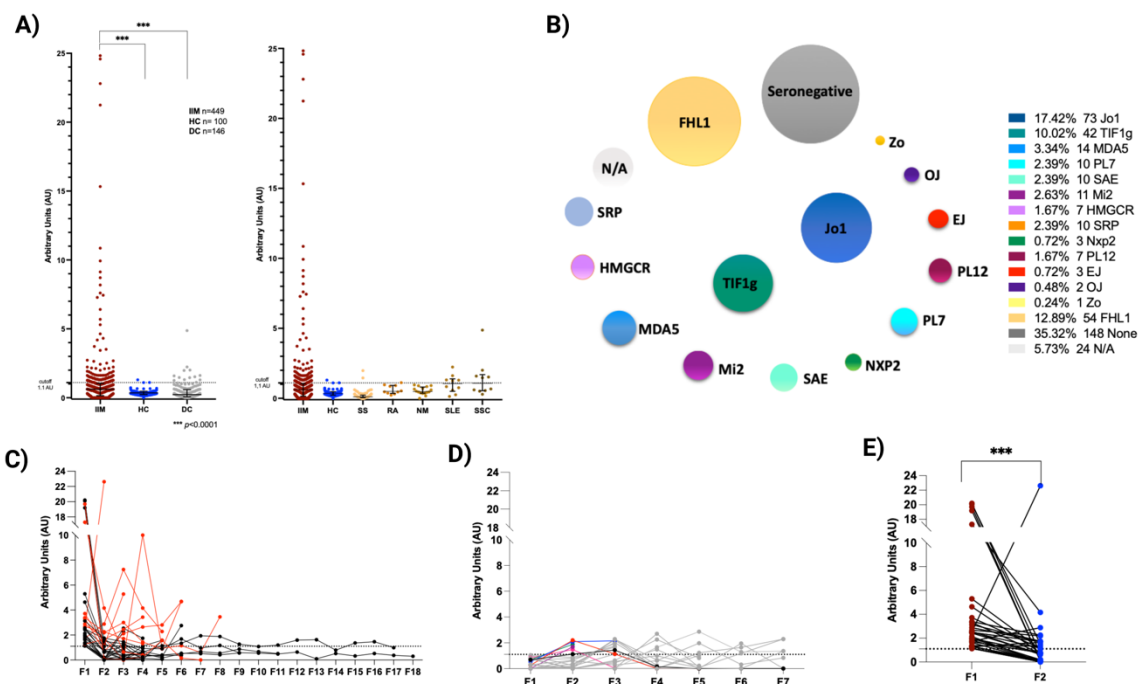 A)
***
***
Arbitrary Units (AU)
25
20
15
10
5
0
cutoff
1,1 AU
IIM n=449
HC n= 100
DC n=146
IIM HC DC
*** p<0.0001
Arbitrary Units (AU)
25
20
15
10
5
0
cutoff
1,1 AU
IIM HC SS RA NM SLE SSC
B)
Seronegative
FHL1
Zo
N/A
OJ
SRP
EJ
Jo1
HMGCR
PL12
TIF1g
MDA5
PL7
Mi2
NXP2
SAE
17.42% 73 Jo1
10.02% 42 TIF1g
3.34% 14 MDA5
2.39% 10 PL7
2.39% 10 SAE
2.63% 11 Mi2
1.67% 7 HMGCR
2.39% 10 SRP
0.72% 3 Nxp2
1.67% 7 PL12
0.72% 3 EJ
0.48% 2 OJ
0.24% 1 Zo
12.89% 54 FHL1
35.32% 148 None
5.73% 24 N/A
C)
Arbitrary Units (AU)
24
22
20
18
10
8
6
4
2
0
F1 F2 F3 F4 F5 F6 F7 F8 F9 F10 F11 F12 F13 F14 F15 F16 F17 F18
D)
Arbitrary Units (AU)
24
22
20
18
10
8
6
4
2
0
F1 F2 F3 F4 F5 F6 F7
E)
***
Arbitrary Units (AU)
24
22
20
18
10
8
6
4
2
0
F1 F2